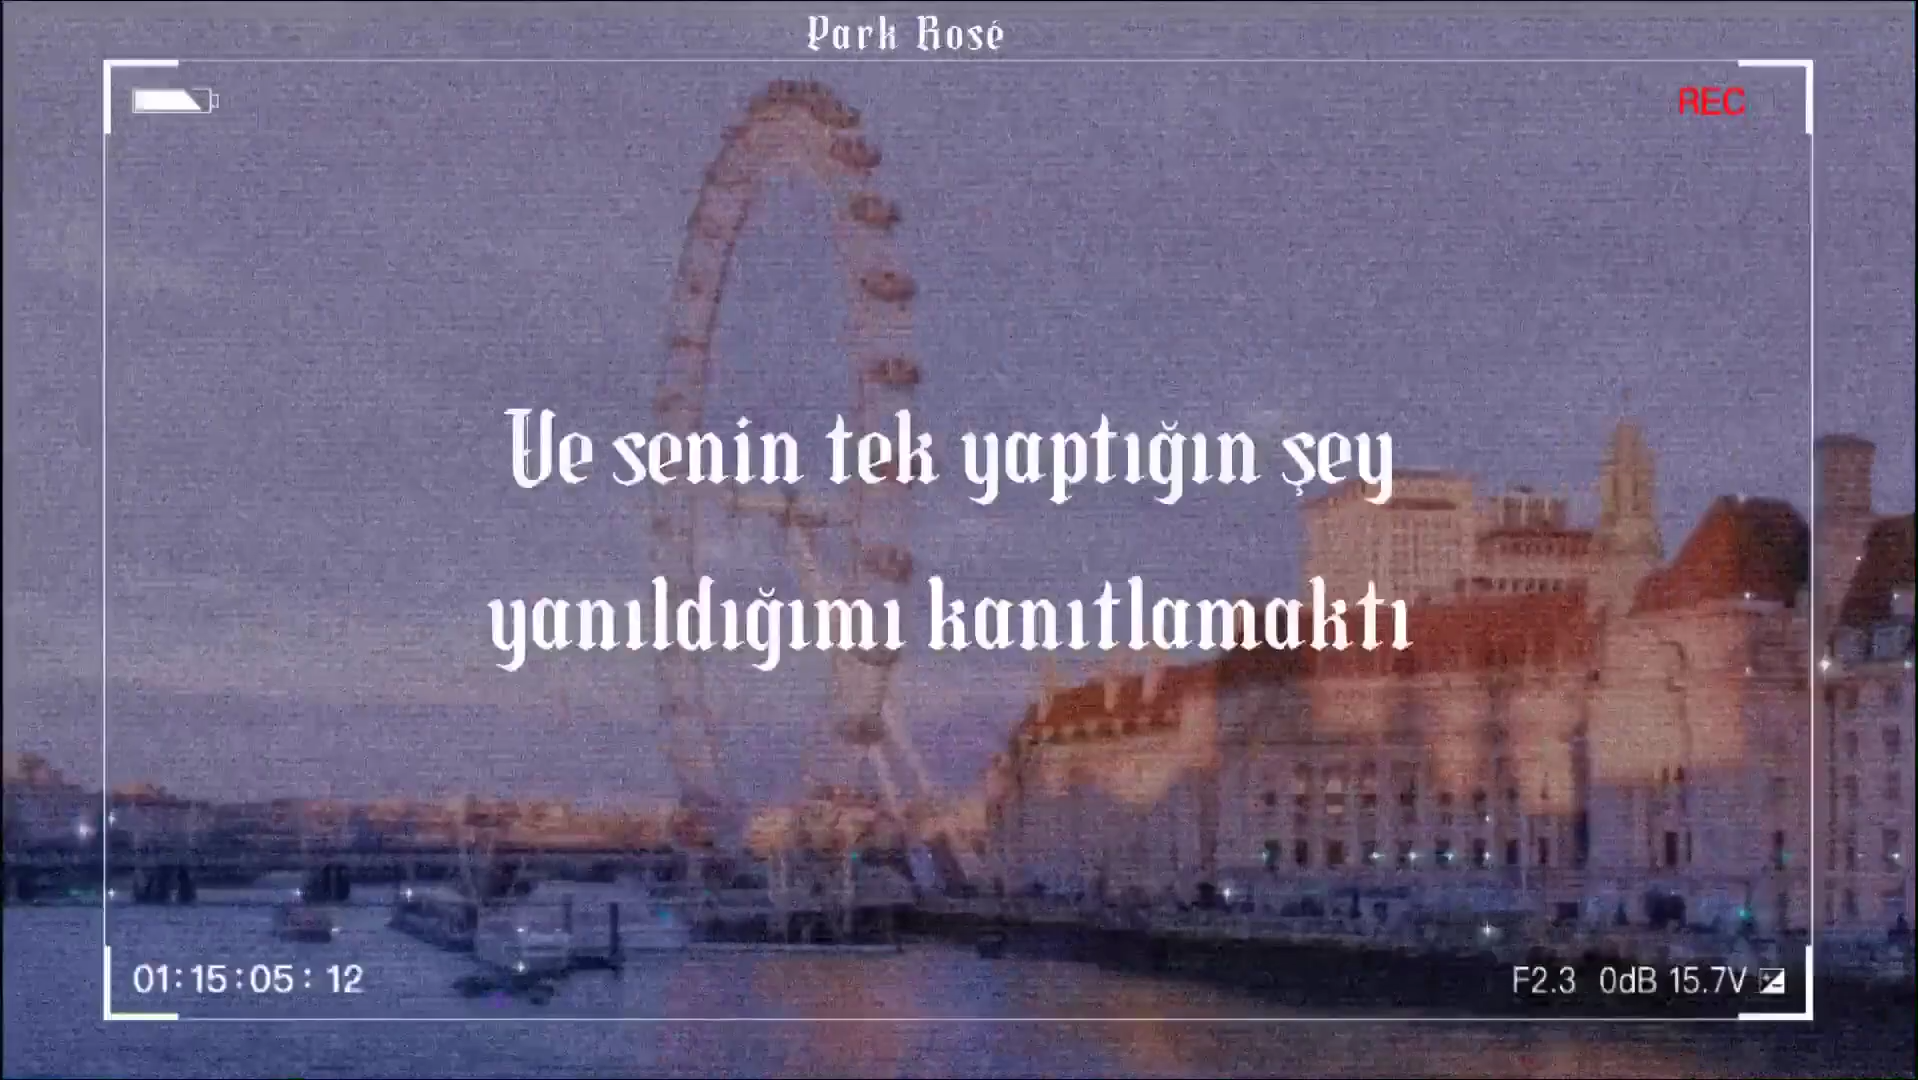 Park Rosé
REC
Ve senin tek yaptığın şey
yanıldığımı kanıtlamaktı
01:15:05:12
F2.3 0dB 15.7V